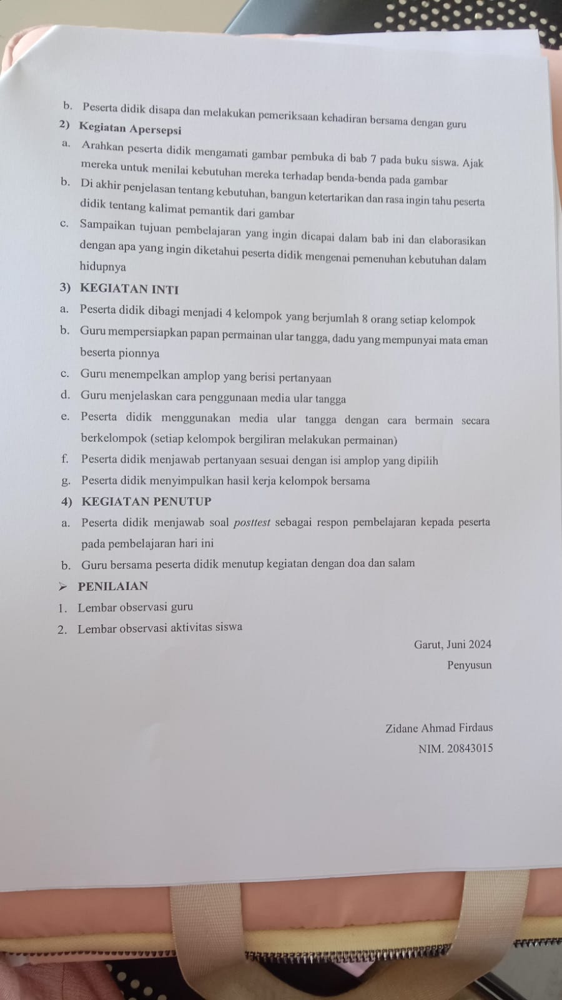 b. Peserta didik disapa dan melakukan pemeriksaan kehadiran bersama dengan guru
2) Kegiatan Apersepsi
a. Arahkan peserta didik mengamati gambar pembuka di bab 7 pada buku siswa. Ajak
mereka untuk menilai kebutuhan mereka terhadap benda-benda pada gambar
b. Di akhir penjelasan tentang kebutuhan, bangun ketertarikan dan rasa ingin tahu peserta
didik tentang kalimat pemantik dari gambar
c. Sampaikan tujuan pembelajaran yang ingin dicapai dalam bab ini dan elaborasikan
dengan apa yang ingin diketahui peserta didik mengenai pemenuhan kebutuhan dalam
hidupnya
3) KEGIATAN INTI
a. Peserta didik dibagi menjadi 4 kelompok yang berjumlah 8 orang setiap kelompok
b. Guru mempersiapkan papan permainan ular tangga, dadu yang mempunyai mata eman
beserta pionnya
c. Guru menempelkan amplop yang berisi pertanyaan
d. Guru menjelaskan cara penggunaan media ular tangga
e. Peserta didik menggunakan media ular tangga dengan cara bermain secara
berkelompok (setiap kelompok bergiliran melakukan permainan)
f. Peserta didik menjawab pertanyaan sesuai dengan isi amplop yang dipilih
g. Peserta didik menyimpulkan hasil kerja kelompok bersama
4) KEGIATAN PENUTUP
a. Peserta didik menjawab soal posttest sebagai respon pembelajaran kepada peserta
pada pembelajaran hari ini
b. Guru bersama peserta didik menutup kegiatan dengan doa dan salam
➢ PENILAIAN
1. Lembar observasi guru
2. Lembar observasi aktivitas siswa
Garut, Juni 2024
Penyusun
Zidane Ahmad Firdaus
NIM. 20843015